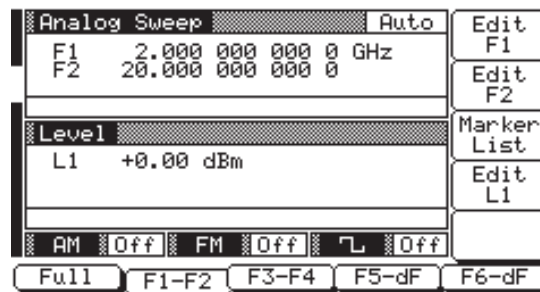 Analog Sweep Auto
F1 2.000 000 000 0 GHz
F2 20.000 000 000 0
Level
L1 +0.00 dBm
AM Off FM Off Off
Edit F1
Edit F2
Marker List
Edit L1
Full F1-F2 F3-F4 F5-dF F6-dF